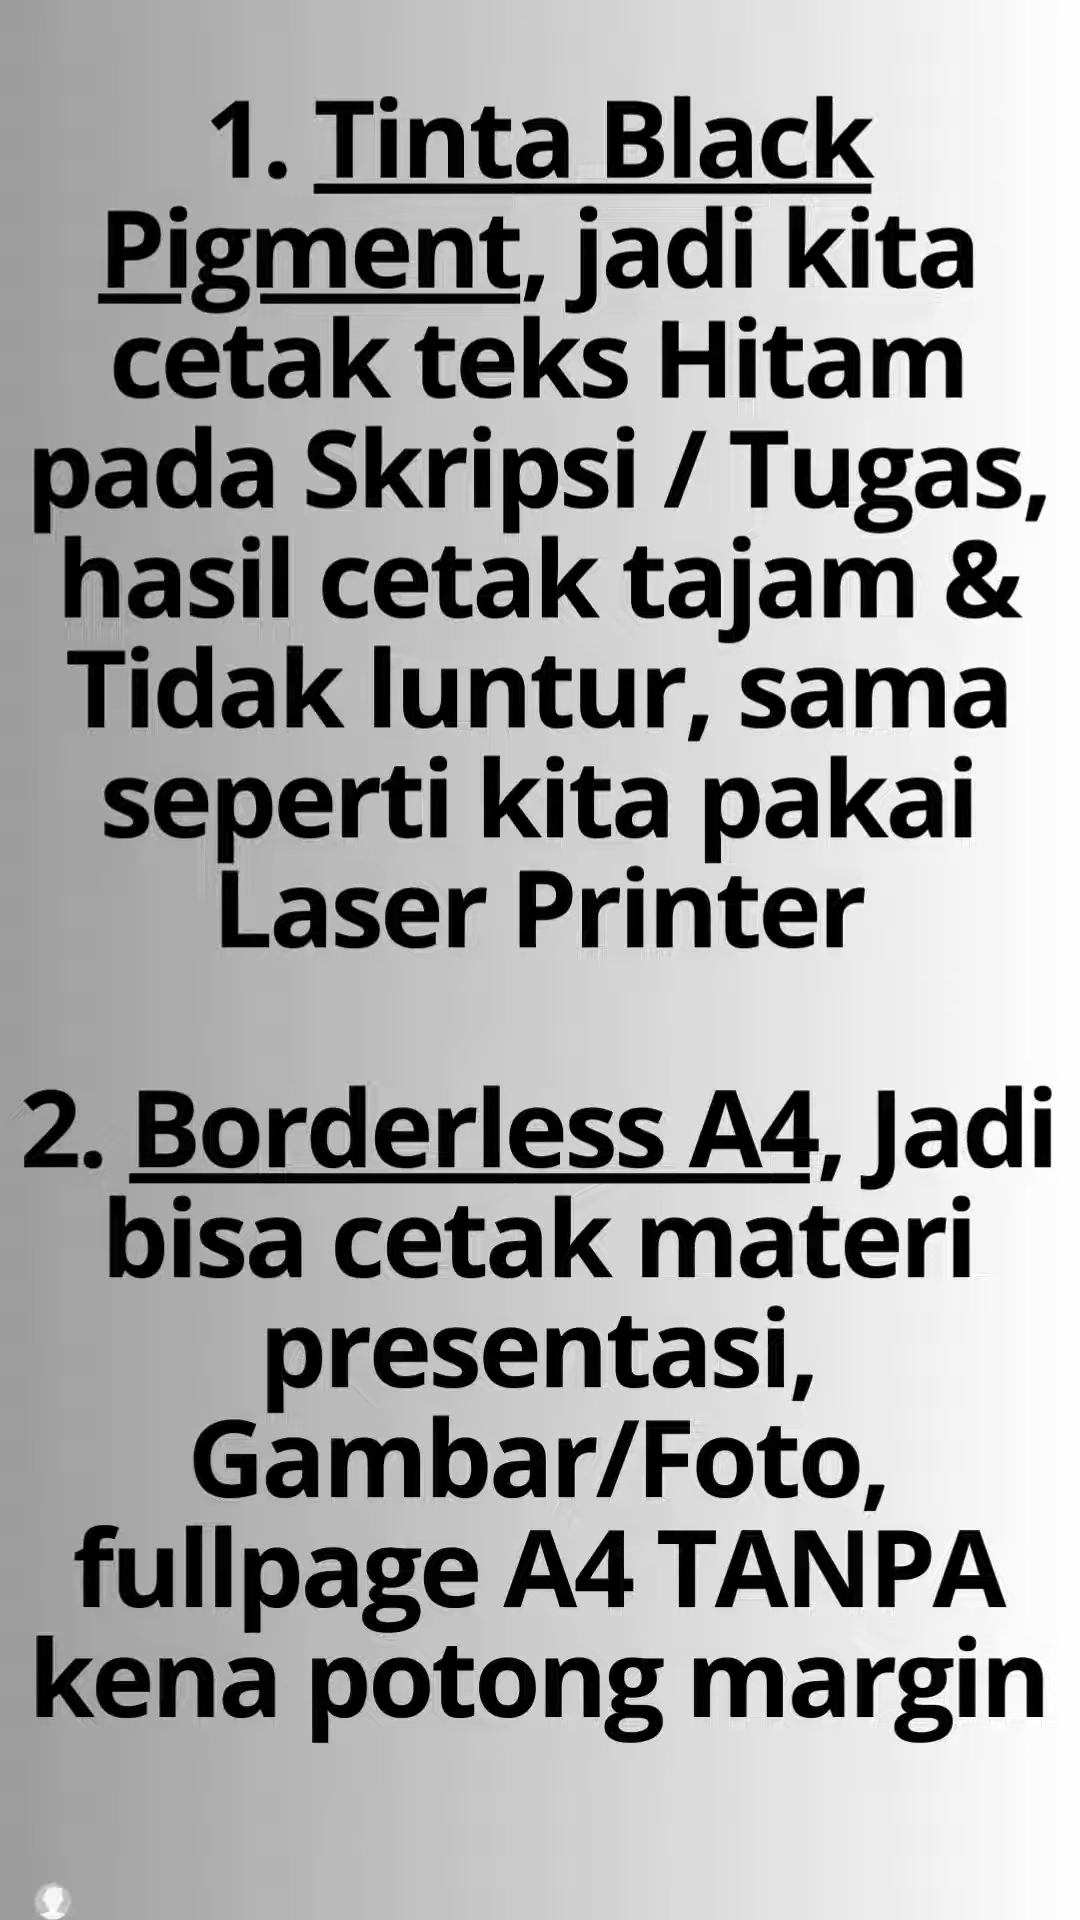 1. Tinta Black
Pigment, jadi kita
cetak teks Hitam
pada Skripsi / Tugas,
hasil cetak tajam &
Tidak luntur, sama
seperti kita pakai
Laser Printer
2. Borderless A4, Jadi
bisa cetak materi
presentasi,
Gambar/Foto,
fullpage A4 TANPA
kena potong margin